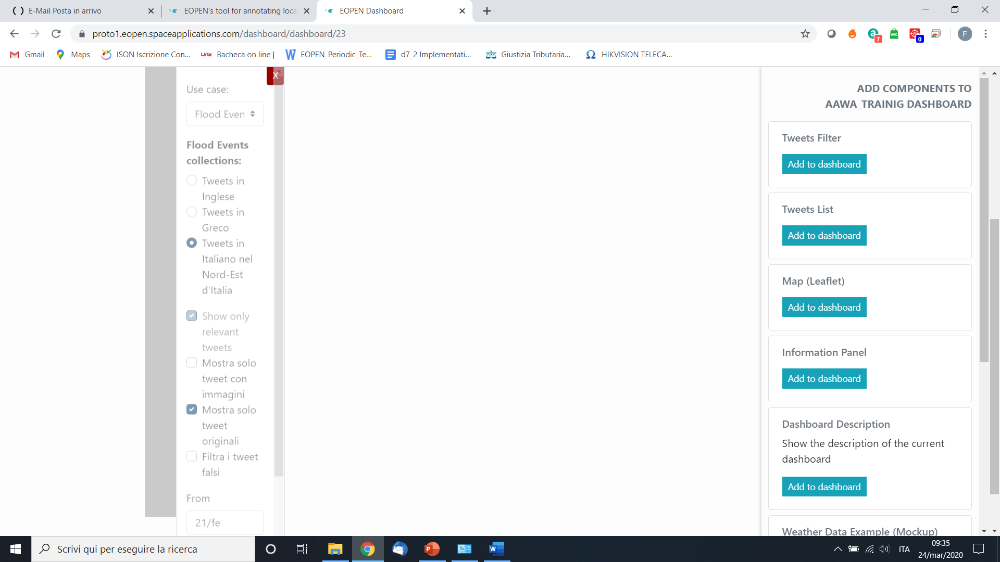 E-Mail Posta in arrivo
EOPEN's tool for annotating loca
EOPEN Dashboard
proto1.eopen.spaceapplications.com/dashboard/dashboard/23
7
AVG
0
F
Gmail
Maps
ISON Iscrizione Con...
Bacheca on line |
EOPEN_Periodic_Te...
d7_2 Implementati...
Giustizia Tributaria...
HIKVISION TELECA...
X
Use case:
Flood Even
Flood Events
collections:
Tweets in
Inglese
Tweets in
Greco
Tweets in
Italiano nel
Nord-Est
d'Italia
Show only
relevant
tweets
Mostra solo
tweet con
immagini
Mostra solo
tweet
originali
Filtra i tweet
falsi
From
21/fe
ADD COMPONENTS TO
AAWA_TRAINIG DASHBOARD
Tweets Filter
Add to dashboard
Tweets List
Add to dashboard
Map (Leaflet)
Add to dashboard
Information Panel
Add to dashboard
Dashboard Description
Show the description of the current
dashboard
Add to dashboard
Weather Data Example (Mockup)
Scrivi qui per eseguire la ricerca
ITA
09:35
24/mar/2020